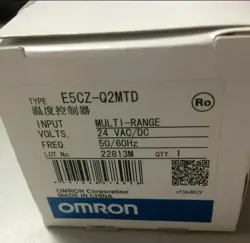 TYPE E5CZ-Q2MTD
温度控制器
Ro
INPUT MULTI-RANGE
VOLTS. 24 VAC/DC
FREQ. 50/60Hz
LOT No 22813M QTY 1
OMRON Corporation
MADE IN CHINA
OMRON